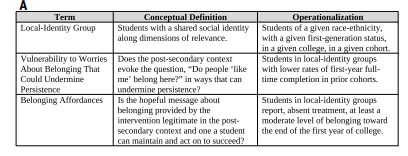 A
Term Conceptual Definition Operationalization
Local-Identity Group
Students with a shared social identity
along dimensions of relevance.
Students of a given race-ethnicity,
with a given first-generation status,
in a given college, in a given cohort.
Vulnerability to Worries
About Belonging That
Could Undermine
Persistence
Does the post-secondary context
evoke the question, "Do people 'like
me' belong here?" in ways that can
undermine persistence?
Students in local-identity groups
with lower rates of first-year full-
time completion in prior cohorts.
Belonging Affordances
Is the hopeful message about
belonging provided by the
intervention legitimate in the post-
secondary context and one a student
can maintain and act on to succeed?
Students in local-identity groups
report, absent treatment, at least a
moderate level of belonging toward
the end of the first year of college.